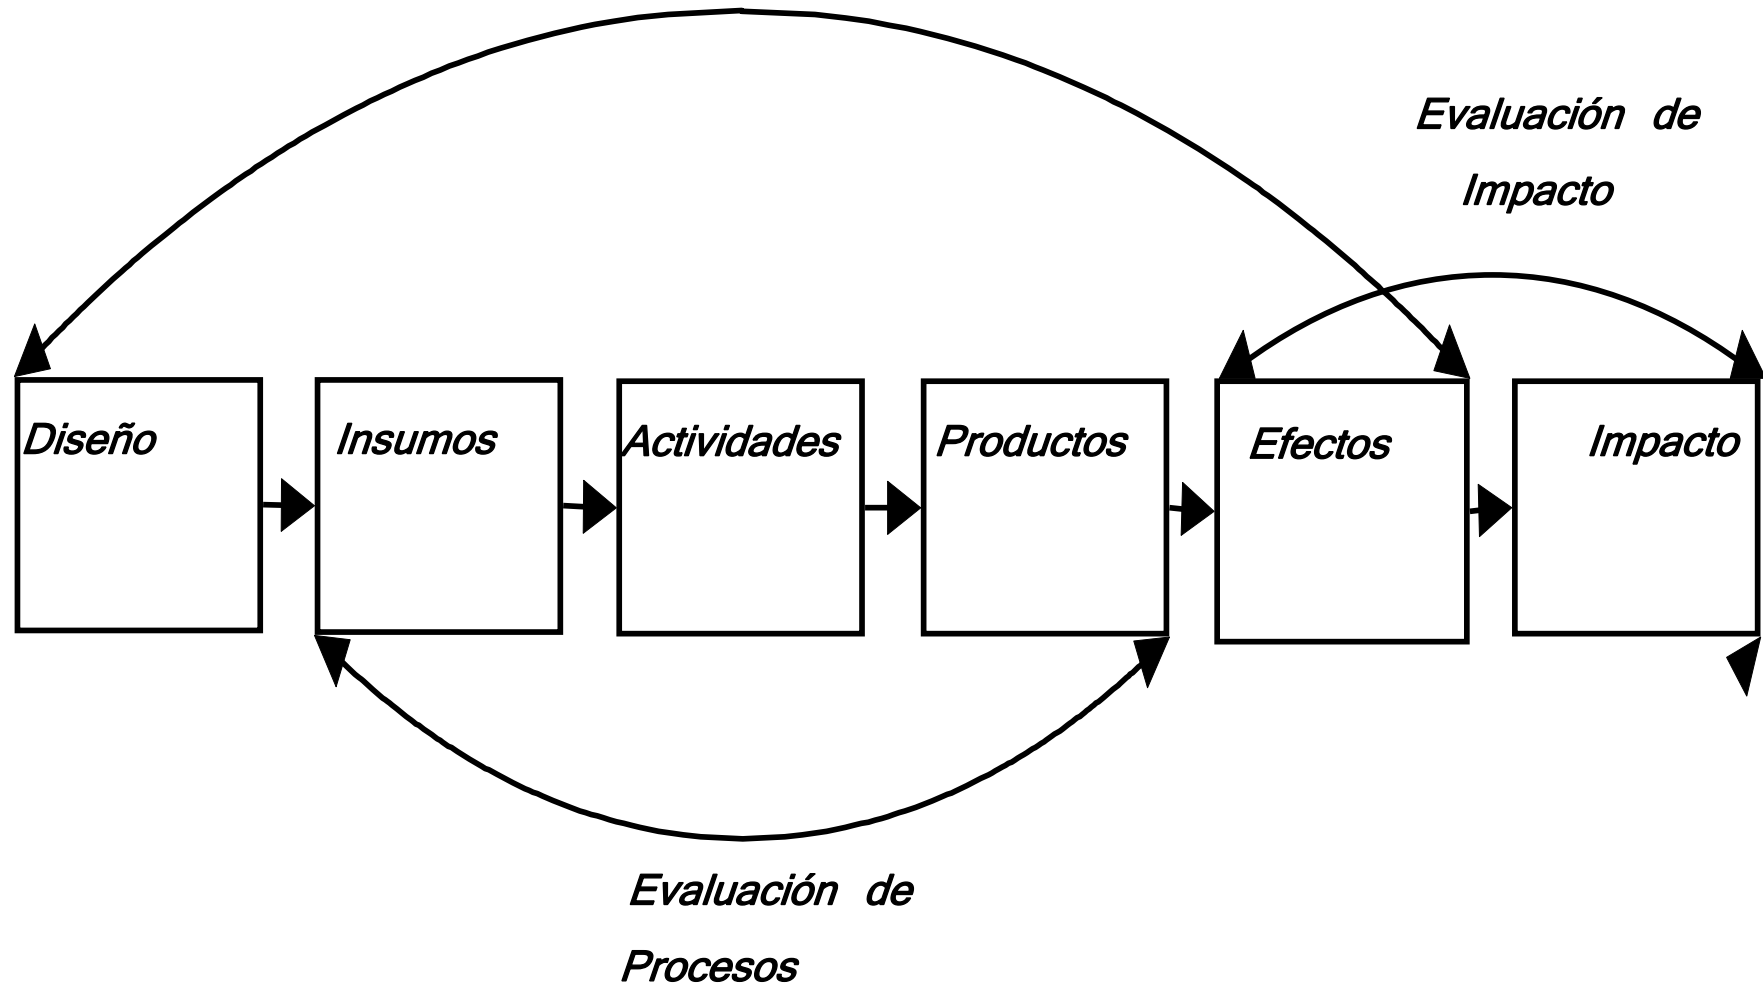 Evaluación de
Impacto
Diseño
Insumos
Actividades
Productos
Efectos
Impacto
Evaluación de
Procesos